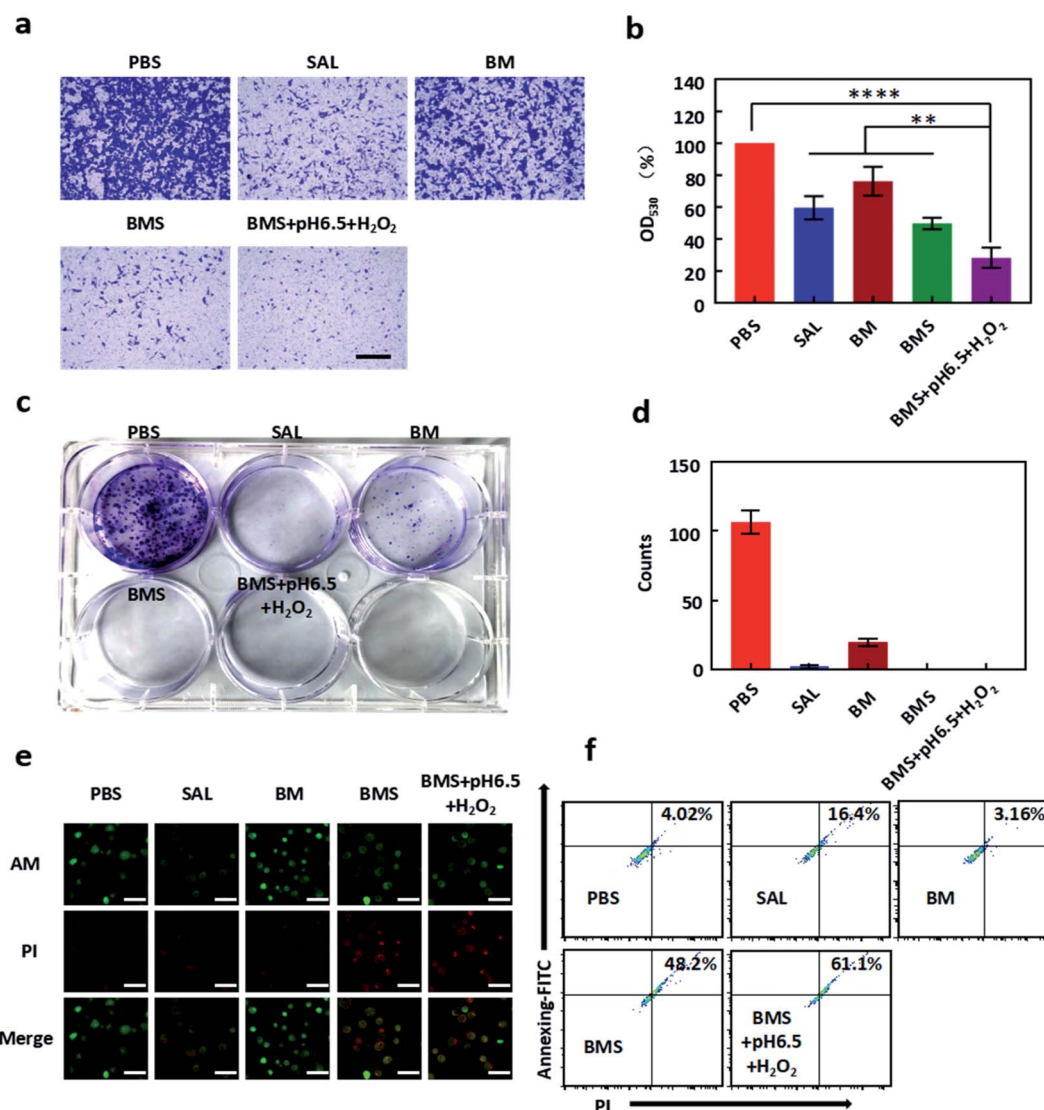 a
PBS SAL BM
BMS BMS+pH6.5+H₂O₂
b
OD₅₃₀ (%)
140
120
100
80
60
40
20
0
****
**
PBS SAL BM BMS BMS+pH6.5+H₂O₂
c
PBS SAL BM
BMS BMS+pH6.5
+H₂O₂
d
Counts
150
100
50
0
PBS SAL BM BMS BMS+pH6.5+H₂O₂
e
PBS SAL BM BMS BMS+pH6.5
+H₂O₂
AM
PI
Merge
f
4.02% 16.4% 3.16%
PBS SAL BM
48.2% 61.1%
BMS BMS
+pH6.5
+H₂O₂
Annexing-FITC
PI